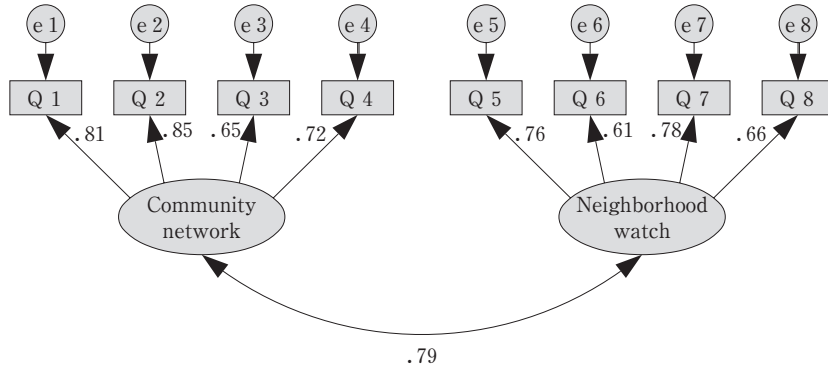 e 1 e 2 e 3 e 4 e 5 e 6 e 7 e 8
Q 1 Q 2 Q 3 Q 4 Q 5 Q 6 Q 7 Q 8
.81 .85 .65 .72 .76 .61 .78 .66
Community
network
Neighborhood
watch
.79